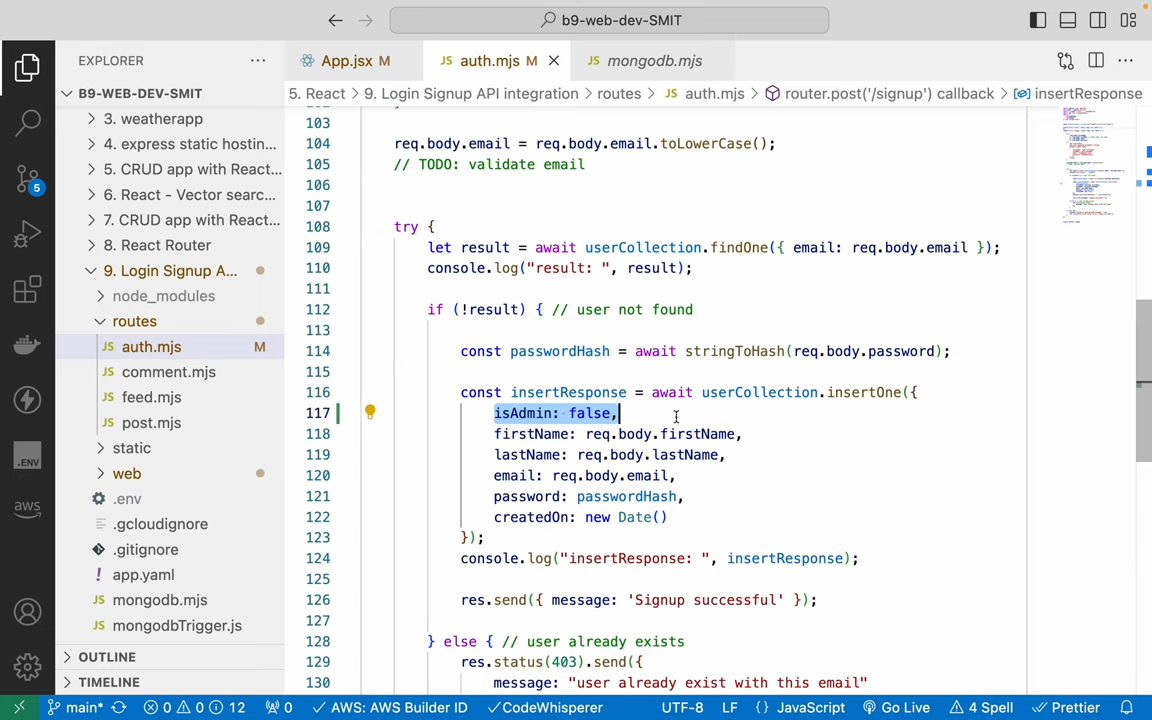 b9-web-dev-SMIT
EXPLORER
App.jsx M
auth.mjs M
mongodb.mjs
B9-WEB-DEV-SMIT
5. React > 9. Login Signup API integration > routes > JS auth.mjs > router.post('/signup') callback > insertResponse
3. weatherapp
4. express static hostin...
5. CRUD app with React...
6. React - Vector searc...
7. CRUD app with React...
8. React Router
9. Login Signup A...
node_modules
routes
JS auth.mjs M
JS comment.mjs
JS feed.mjs
JS post.mjs
static
web
.env
.gcloudignore
.gitignore
! app.yaml
JS mongodb.mjs
JS mongodbTrigger.js
OUTLINE
TIMELINE
5
.ENV
aws
103
104 req.body.email = req.body.email.toLowerCase();
105 // TODO: validate email
106
107
108 try {
109 let result = await userCollection.findOne({ email: req.body.email });
110 console.log("result: ", result);
111
112 if (!result) { // user not found
113
114 const passwordHash = await stringToHash(req.body.password);
115
116 const insertResponse = await userCollection.insertOne({
117 isAdmin: false,
118 firstName: req.body.firstName,
119 lastName: req.body.lastName,
120 email: req.body.email,
121 password: passwordHash,
122 createdOn: new Date()
123 });
124 console.log("insertResponse: ", insertResponse);
125
126 res.send({ message: 'Signup successful' });
127
128 } else { // user already exists
129 res.status(403).send({
130 message: "user already exist with this email"
main* 0 0 12 0 AWS: AWS Builder ID CodeWhisperer UTF-8 LF {} JavaScript Go Live 4 Spell Prettier